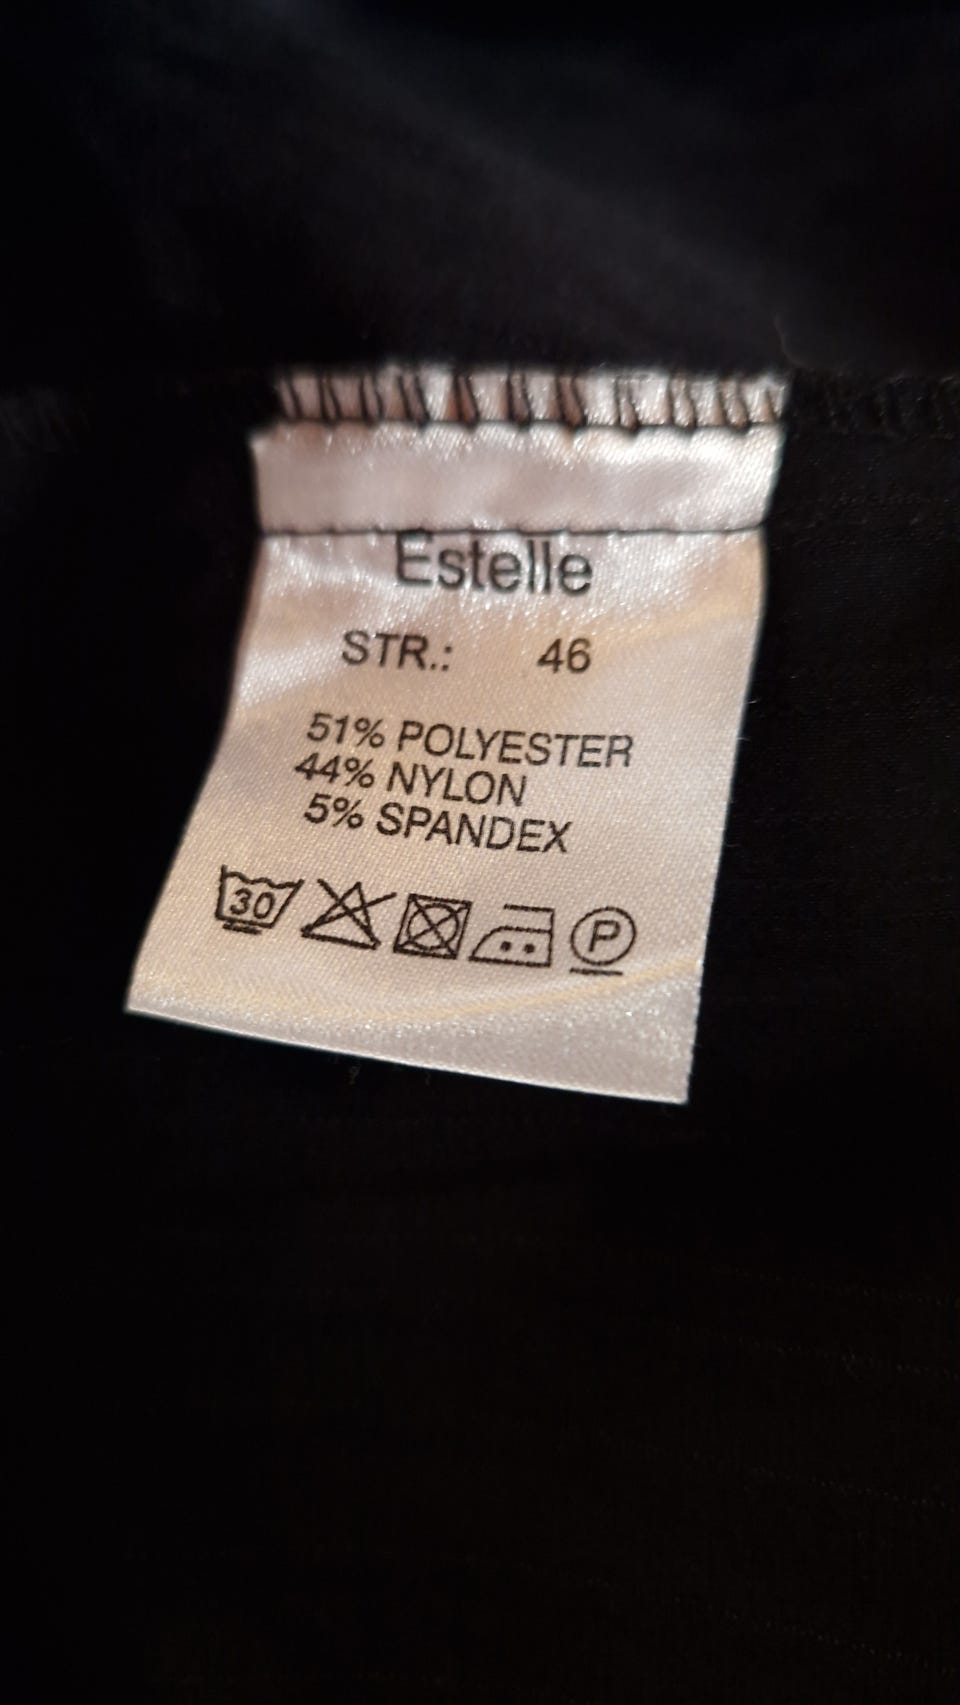 Estelle
STR.: 46
51% POLYESTER
44% NYLON
5% SPANDEX
30 P